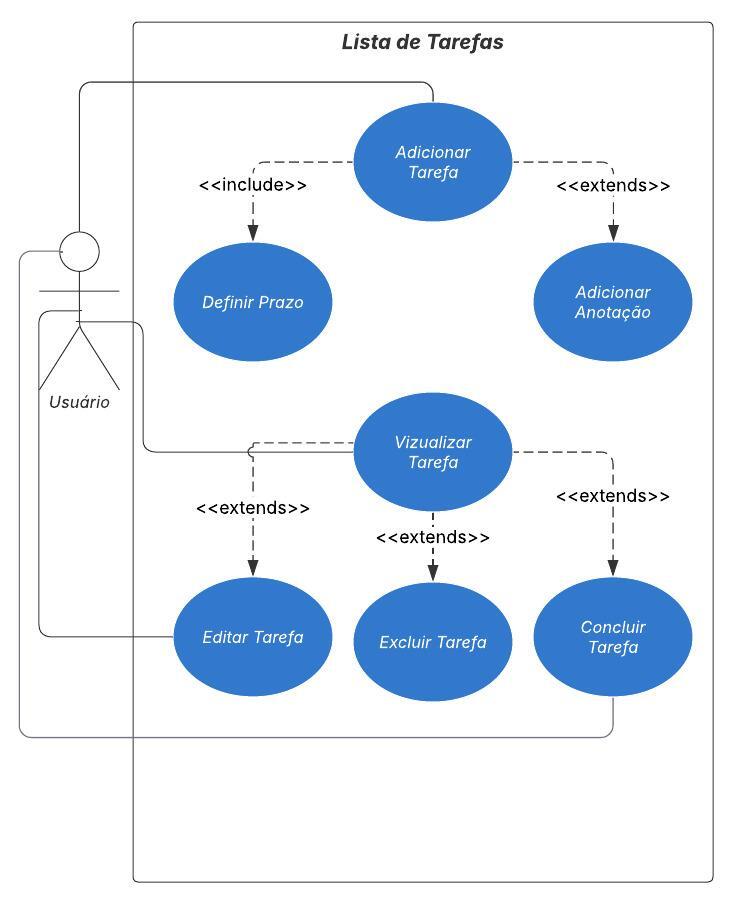 Lista de Tarefas
Adicionar
Tarefa
<<include>>
<<extends>>
Definir Prazo
Adicionar
Anotação
Usuário
Vizualizar
Tarefa
<<extends>>
<<extends>>
<<extends>>
Editar Tarefa
Excluir Tarefa
Concluir
Tarefa